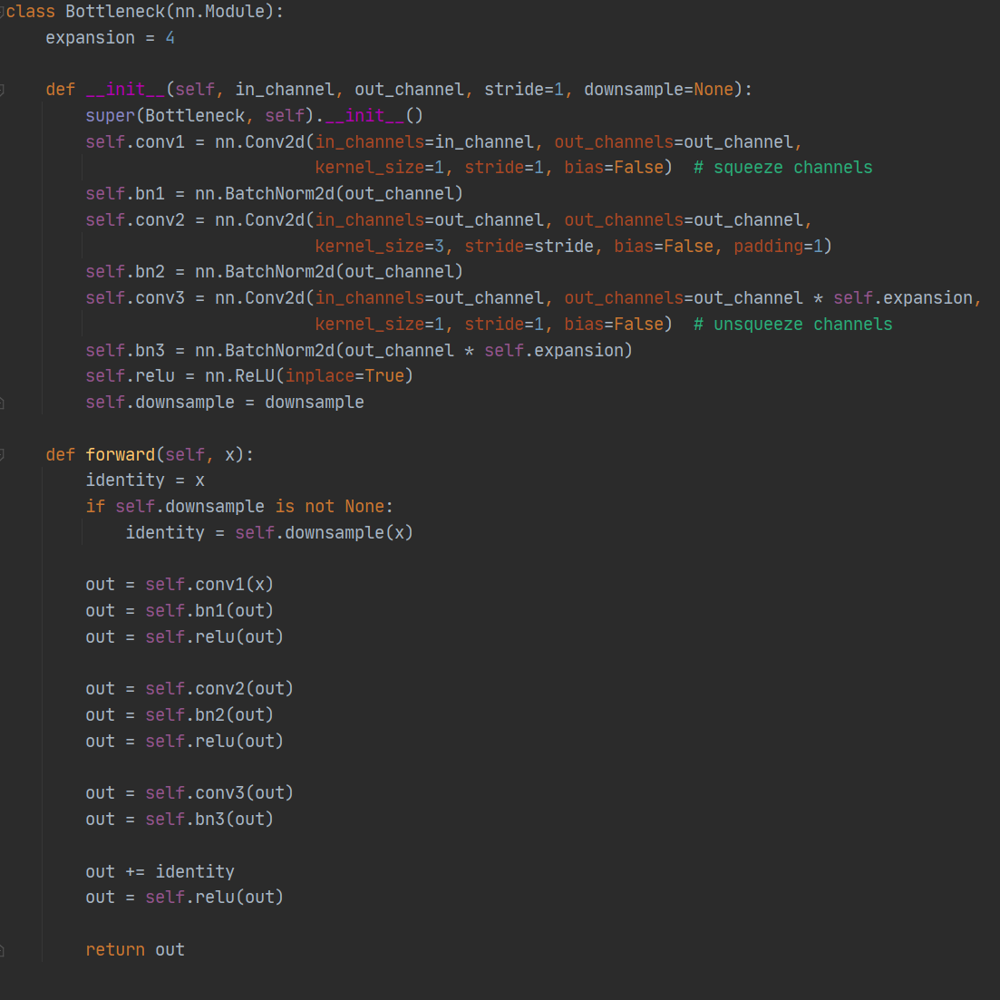 class Bottleneck(nn.Module):
    expansion = 4

    def __init__(self, in_channel, out_channel, stride=1, downsample=None):
        super(Bottleneck, self).__init__()
        self.conv1 = nn.Conv2d(in_channels=in_channel, out_channels=out_channel,
                               kernel_size=1, stride=1, bias=False)  # squeeze channels
        self.bn1 = nn.BatchNorm2d(out_channel)
        self.conv2 = nn.Conv2d(in_channels=out_channel, out_channels=out_channel,
                               kernel_size=3, stride=stride, bias=False, padding=1)
        self.bn2 = nn.BatchNorm2d(out_channel)
        self.conv3 = nn.Conv2d(in_channels=out_channel, out_channels=out_channel * self.expansion,
                               kernel_size=1, stride=1, bias=False)  # unsqueeze channels
        self.bn3 = nn.BatchNorm2d(out_channel * self.expansion)
        self.relu = nn.ReLU(inplace=True)
        self.downsample = downsample

    def forward(self, x):
        identity = x
        if self.downsample is not None:
            identity = self.downsample(x)

        out = self.conv1(x)
        out = self.bn1(out)
        out = self.relu(out)

        out = self.conv2(out)
        out = self.bn2(out)
        out = self.relu(out)

        out = self.conv3(out)
        out = self.bn3(out)

        out += identity
        out = self.relu(out)

        return out